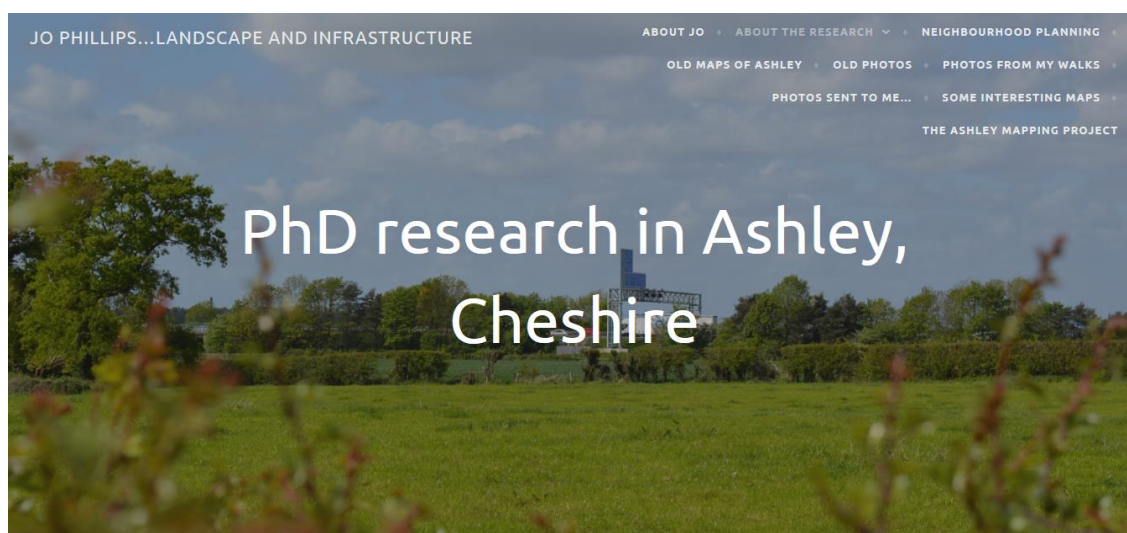 JO PHILLIPS...LANDSCAPE AND INFRASTRUCTURE
ABOUT JO ABOUT THE RESEARCH NEIGHBOURHOOD PLANNING
OLD MAPS OF ASHLEY OLD PHOTOS PHOTOS FROM MY WALKS
PHOTOS SENT TO ME... SOME INTERESTING MAPS
THE ASHLEY MAPPING PROJECT
PhD research in Ashley,
Cheshire